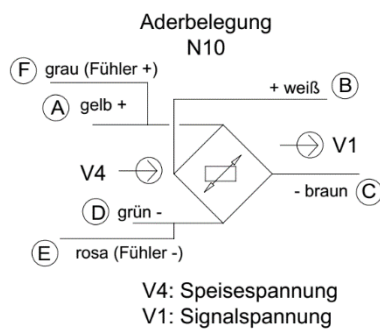 Aderbelegung
N10
F grau (Fühler +)
+ weiß B
A gelb +
V4
V1
- braun C
D grün -
E rosa (Fühler -)
V4: Speisespannung
V1: Signalspannung